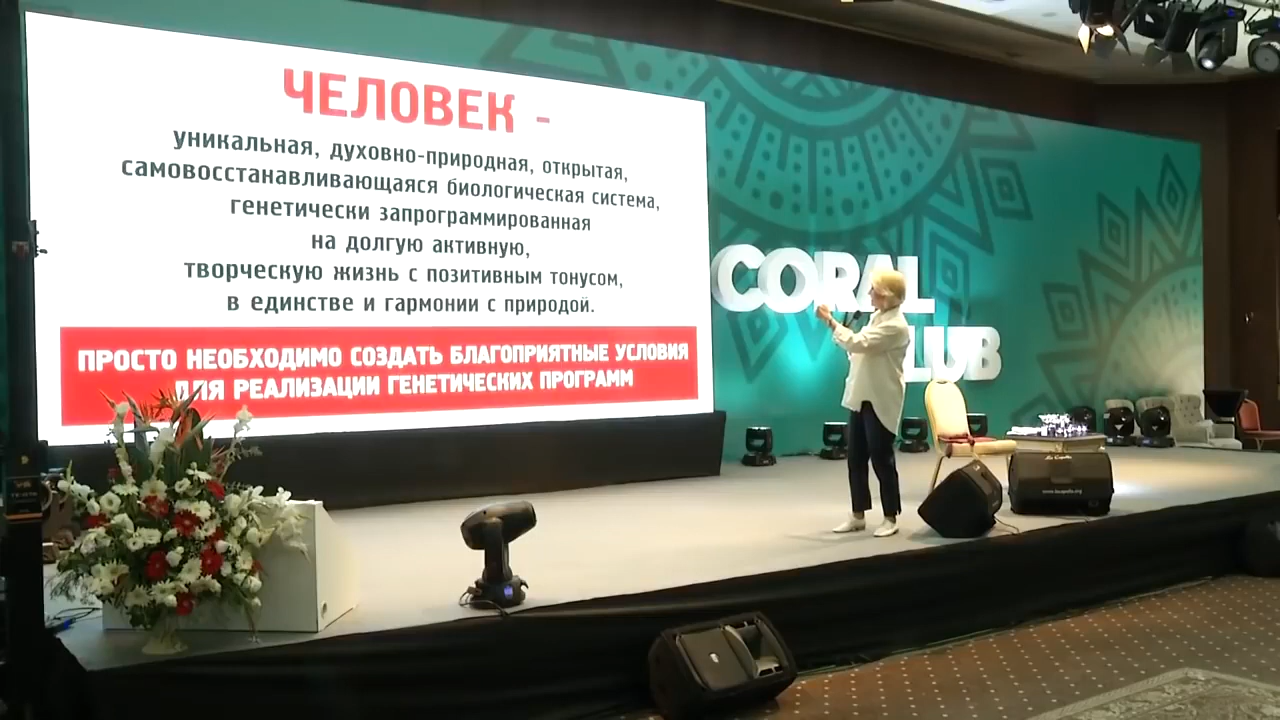 ЧЕЛОВЕК -
уникальная, духовно-природная, открытая,
самовосстанавливающаяся биологическая система,
генетически запрограммированная
на долгую активную,
творческую жизнь с позитивным тонусом,
в единстве и гармонии с природой.
ПРОСТО НЕОБХОДИМО СОЗДАТЬ БЛАГОПРИЯТНЫЕ УСЛОВИЯ
ДЛЯ РЕАЛИЗАЦИИ ГЕНЕТИЧЕСКИХ ПРОГРАММ
CORAL
LUB